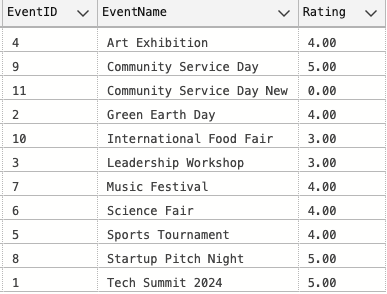 EventID EventName Rating
4 Art Exhibition 4.00
9 Community Service Day 5.00
11 Community Service Day New 0.00
2 Green Earth Day 4.00
10 International Food Fair 3.00
3 Leadership Workshop 3.00
7 Music Festival 4.00
6 Science Fair 4.00
5 Sports Tournament 4.00
8 Startup Pitch Night 5.00
1 Tech Summit 2024 5.00